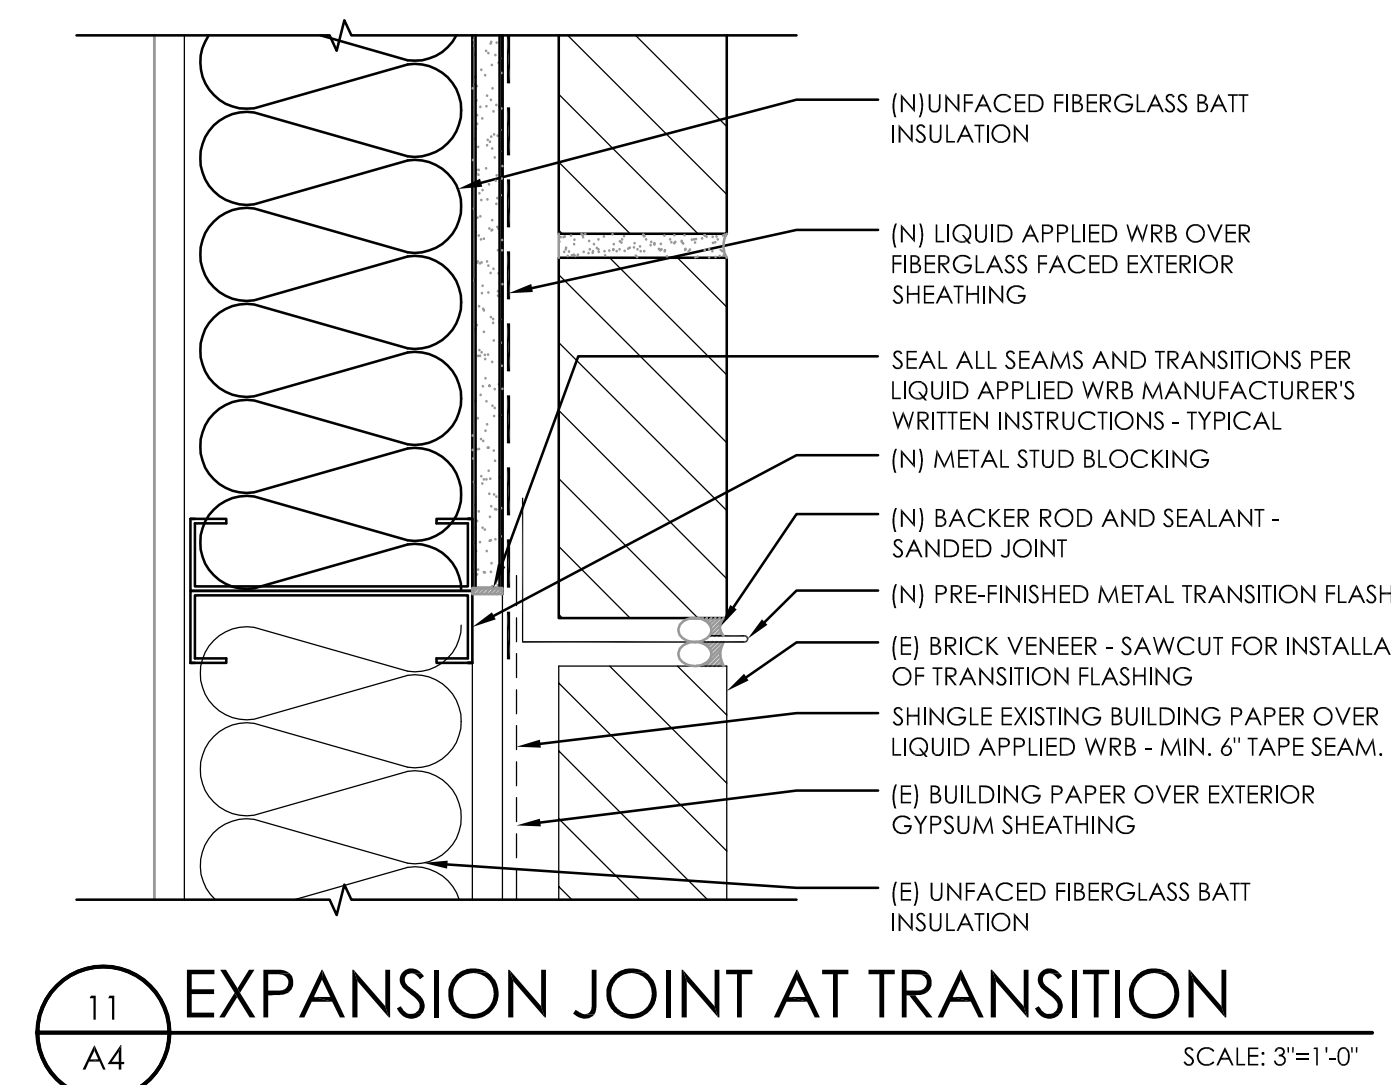 (N)UNFACED FIBERGLASS BATT
INSULATION
(N) LIQUID APPLIED WRB OVER
FIBERGLASS FACED EXTERIOR
SHEATHING
SEAL ALL SEAMS AND TRANSITIONS PER
LIQUID APPLIED WRB MANUFACTURER'S
WRITTEN INSTRUCTIONS - TYPICAL
(N) METAL STUD BLOCKING
(N) BACKER ROD AND SEALANT -
SANDED JOINT
(N) PRE-FINISHED METAL TRANSITION FLASH
(E) BRICK VENEER - SAWCUT FOR INSTALLA
OF TRANSITION FLASHING
SHINGLE EXISTING BUILDING PAPER OVER
LIQUID APPLIED WRB - MIN. 6" TAPE SEAM.
(E) BUILDING PAPER OVER EXTERIOR
GYPSUM SHEATHING
(E) UNFACED FIBERGLASS BATT
INSULATION
11
A4
EXPANSION JOINT AT TRANSITION
SCALE: 3"=1'-0"